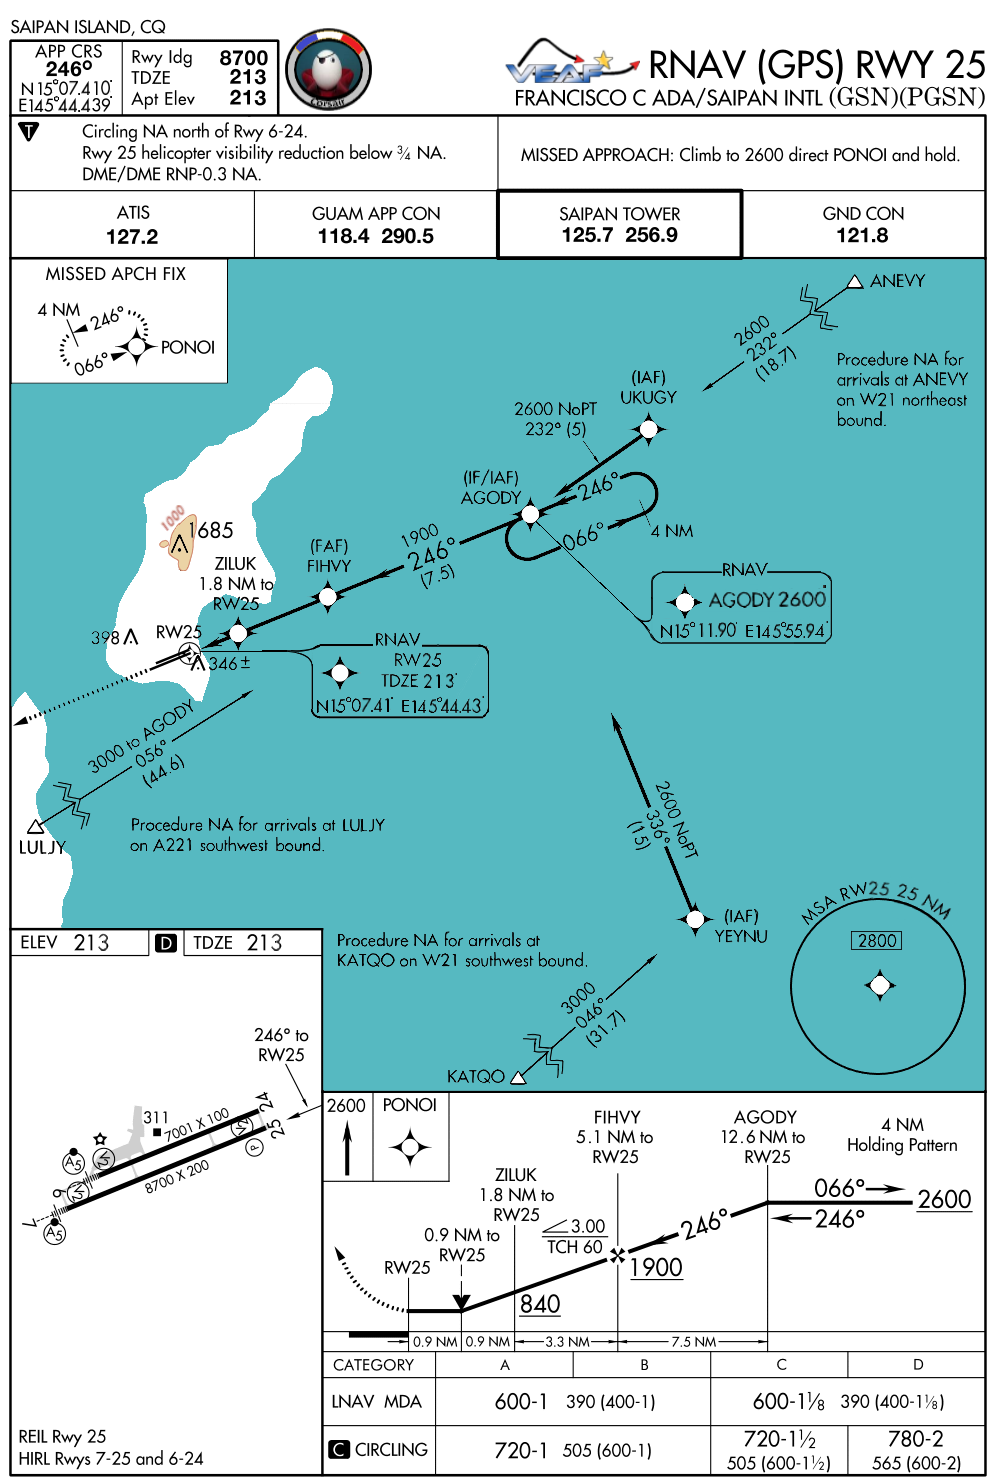 SAIPAN ISLAND, CQ
APP CRS
246°
N15°07.410'
E145°44.439'
Rwy ldg 8700
TDZE 213
Apt Elev 213
Corsair
VEAF
RNAV (GPS) RWY 25
FRANCISCO C ADA/SAIPAN INTL (GSN)(PGSN)
T
Circling NA north of Rwy 6-24.
Rwy 25 helicopter visibility reduction below ¾ NA.
DME/DME RNP-0.3 NA.
MISSED APPROACH: Climb to 2600 direct PONOI and hold.
ATIS
127.2
GUAM APP CON
118.4 290.5
SAIPAN TOWER
125.7 256.9
GND CON
121.8
MISSED APCH FIX
4 NM
246°
066°
PONOI
ANEVY
2600
232°
(18.7)
Procedure NA for
arrivals at ANEVY
on W21 northeast
bound.
(IAF)
UKUGY
2600 NoPT
232° (5)
(IF/IAF)
AGODY
246°
066°
4 NM
1900
246°
(7.5)
(FAF)
FIHVY
1000
1685
ZILUK
1.8 NM to
RW25
398
RW25
346±
RNAV
AGODY 2600'
N15°11.90' E145°55.94'
RNAV
RW25
TDZE 213'
N15°07.41' E145°44.43'
3000 to AGODY
056°
(44.6)
LULJY
Procedure NA for arrivals at LULJY
on A221 southwest bound.
2600 NoPT
336°
(15)
(IAF)
YEYNU
MSA RW25 25 NM
2800
Procedure NA for arrivals at
KATQO on W21 southwest bound.
3000
046°
(31.7)
KATQO
ELEV 213
D
TDZE 213
246° to
RW25
24
25
311
7001 X 100
8700 X 200
V2
V2
V2
P
A5
A5
6
7
REIL Rwy 25
HIRL Rwys 7-25 and 6-24
2600
PONOI
FIHVY
5.1 NM to
RW25
AGODY
12.6 NM to
RW25
4 NM
Holding Pattern
ZILUK
1.8 NM to
RW25
0.9 NM to
RW25
RW25
3.00
TCH 60
246°
066°
246°
2600
1900
840
0.9 NM 0.9 NM 3.3 NM 7.5 NM
CATEGORY A B C D
LNAV MDA 600-1 390 (400-1) 600-1⅛ 390 (400-1⅛)
C CIRCLING 720-1 505 (600-1) 720-1½ 505 (600-1½) 780-2 565 (600-2)